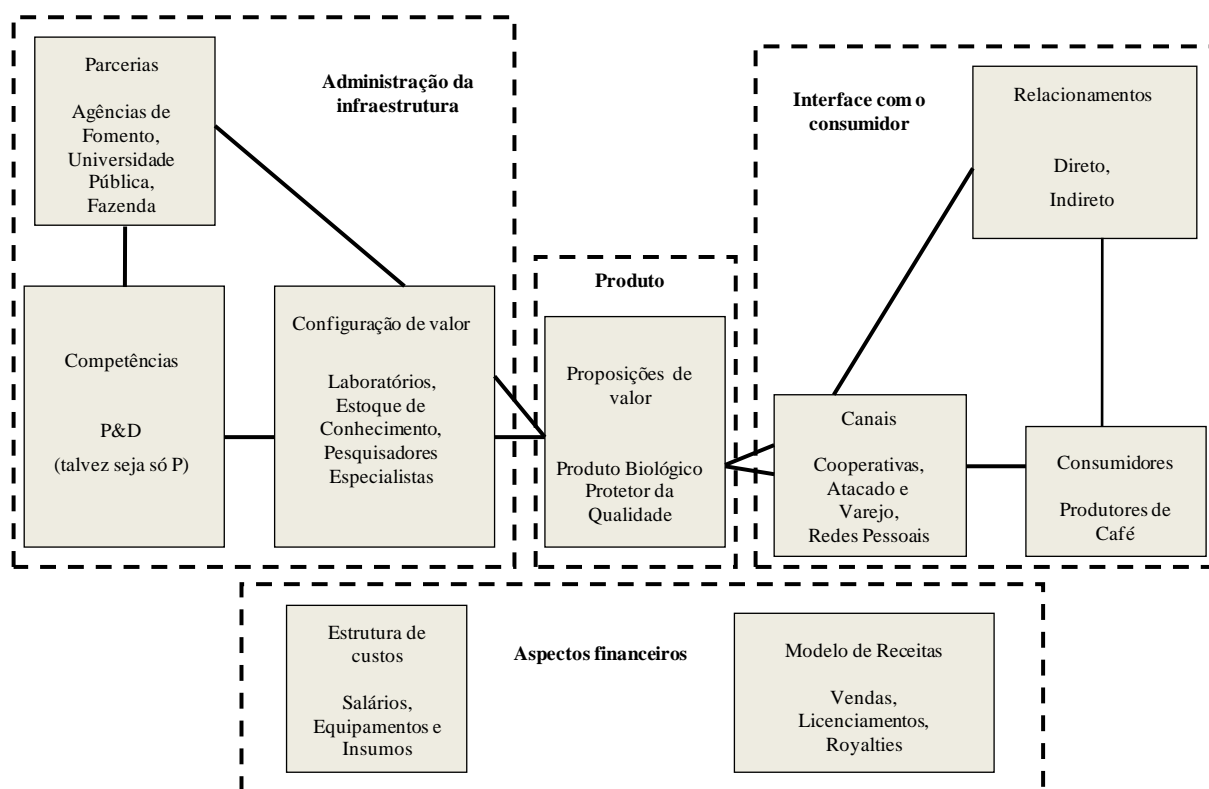 Parcerias
Agências de
Fomento,
Universidade
Pública,
Fazenda
Administração da
infraestrutura
Competências
P&D
(talvez seja só P)
Configuração de valor
Laboratórios,
Estoque de
Conhecimento,
Pesquisadores
Especialistas
Produto
Proposições de
valor
Produto Biológico
Protetor da
Qualidade
Interface com o
consumidor
Relacionamentos
Direto,
Indireto
Canais
Cooperativas,
Atacado e
Varejo,
Redes Pessoais
Consumidores
Produtores de
Café
Estrutura de
custos
Salários,
Equipamentos e
Insumos
Aspectos financeiros
Modelo de Receitas
Vendas,
Licenciamentos,
Royalties